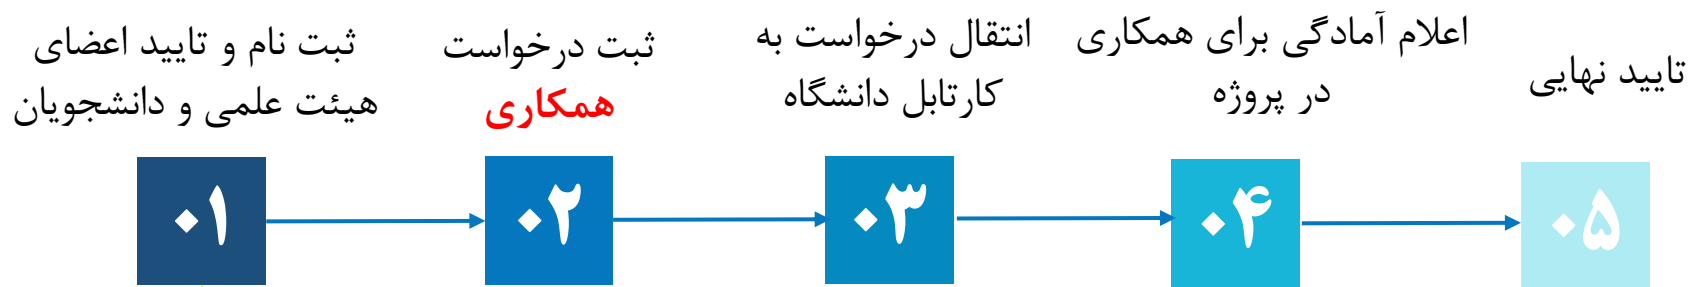 ثبت نام و تایید اعضای
هیئت علمی و دانشجویان
ثبت درخواست
همکاری
انتقال درخواست به
کارتابل دانشگاه
اعلام آمادگی برای همکاری
در پروژه
تایید نهایی
۰۱
۰۲
۰۳
۰۴
۰۵